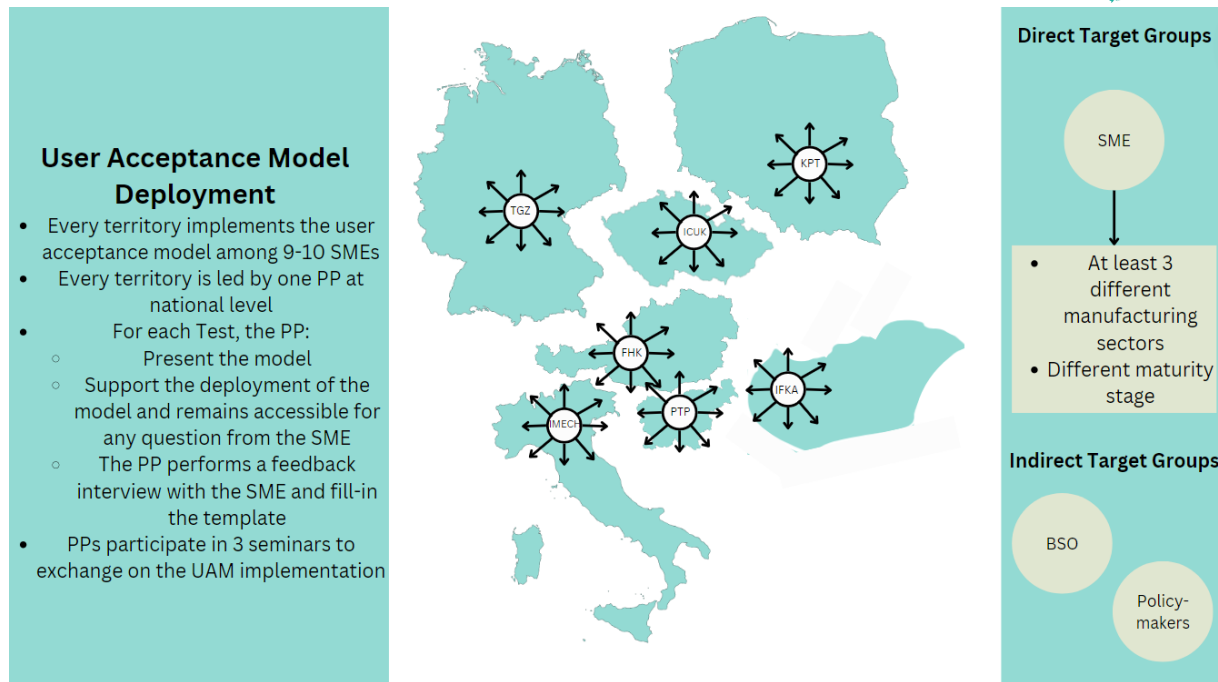 User Acceptance Model
Deployment
• Every territory implements the user
acceptance model among 9-10 SMEs
• Every territory is led by one PP at
national level
• For each Test, the PP:
○ Present the model
○ Support the deployment of the
model and remains accessible for
any question from the SME
○ The PP performs a feedback
interview with the SME and fill-in
the template
• PPs participate in 3 seminars to
exchange on the UAM implementation
KPT
TGZ
ICUK
FHK
IFKA
PTP
IMECH
Direct Target Groups
SME
• At least 3
different
manufacturing
sectors
• Different maturity
stage
Indirect Target Groups
BSO
Policy-
makers